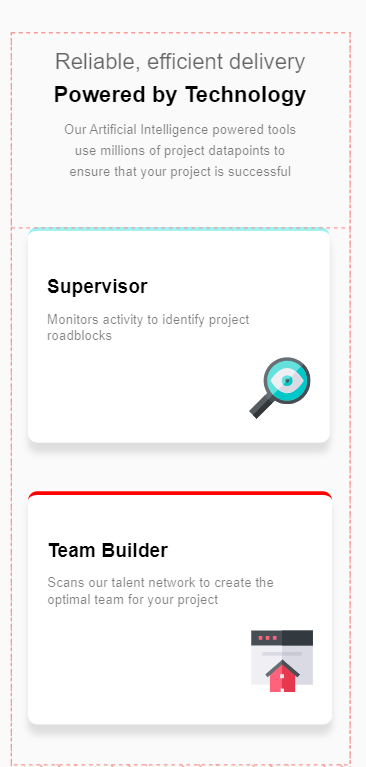 Reliable, efficient delivery
Powered by Technology
Our Artificial Intelligence powered tools
use millions of project datapoints to
ensure that your project is successful
Supervisor
Monitors activity to identify project
roadblocks
Team Builder
Scans our talent network to create the
optimal team for your project